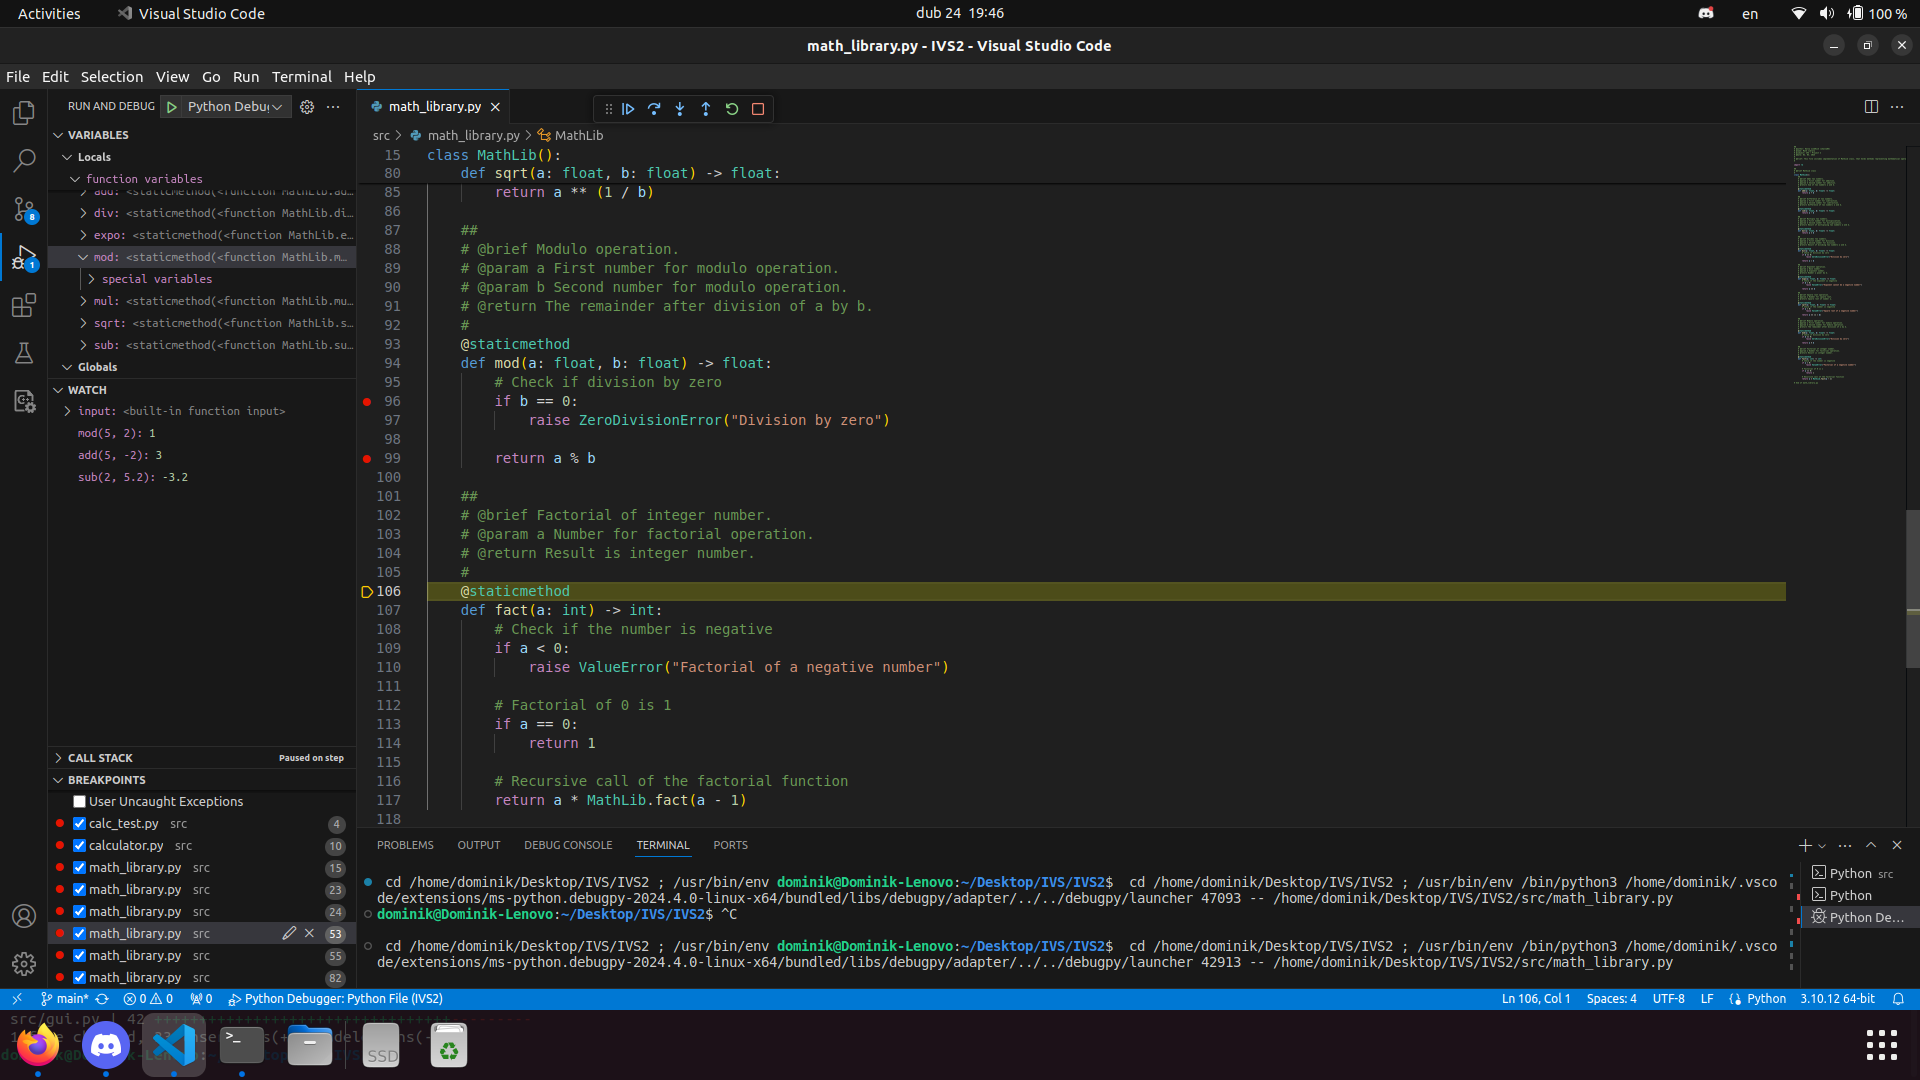 Activities
Visual Studio Code
dub 24 19:46
en
100 %
math_library.py - IVS2 - Visual Studio Code
File Edit Selection View Go Run Terminal Help
RUN AND DEBUG
Python Debug
math_library.py
src > math_library.py > MathLib
VARIABLES
Locals
function variables
add: <staticmethod(<function MathLib.ad…
div: <staticmethod(<function MathLib.di…
expo: <staticmethod(<function MathLib.e…
mod: <staticmethod(<function MathLib.m…
special variables
mul: <staticmethod(<function MathLib.mu…
sqrt: <staticmethod(<function MathLib.s…
sub: <staticmethod(<function MathLib.su…
Globals
WATCH
input: <built-in function input>
mod(5, 2): 1
add(5, -2): 3
sub(2, 5.2): -3.2
CALL STACK
Paused on step
BREAKPOINTS
User Uncaught Exceptions
calc_test.py src 4
calculator.py src 10
math_library.py src 15
math_library.py src 23
math_library.py src 24
math_library.py src 53
math_library.py src 55
math_library.py src 82
8
1
15 class MathLib():
80 def sqrt(a: float, b: float) -> float:
85 return a ** (1 / b)
86
87 ##
88 # @brief Modulo operation.
89 # @param a First number for modulo operation.
90 # @param b Second number for modulo operation.
91 # @return The remainder after division of a by b.
92 #
93 @staticmethod
94 def mod(a: float, b: float) -> float:
95 # Check if division by zero
96 if b == 0:
97 raise ZeroDivisionError("Division by zero")
98
99 return a % b
100
101 ##
102 # @brief Factorial of integer number.
103 # @param a Number for factorial operation.
104 # @return Result is integer number.
105 #
106 @staticmethod
107 def fact(a: int) -> int:
108 # Check if the number is negative
109 if a < 0:
110 raise ValueError("Factorial of a negative number")
111
112 # Factorial of 0 is 1
113 if a == 0:
114 return 1
115
116 # Recursive call of the factorial function
117 return a * MathLib.fact(a - 1)
118
PROBLEMS OUTPUT DEBUG CONSOLE TERMINAL PORTS
cd /home/dominik/Desktop/IVS/IVS2 ; /usr/bin/env dominik@Dominik-Lenovo:~/Desktop/IVS/IVS2$ cd /home/dominik/Desktop/IVS/IVS2 ; /usr/bin/env /bin/python3 /home/dominik/.vsco
de/extensions/ms-python.debugpy-2024.4.0-linux-x64/bundled/libs/debugpy/adapter/../../debugpy/launcher 47093 -- /home/dominik/Desktop/IVS/IVS2/src/math_library.py
dominik@Dominik-Lenovo:~/Desktop/IVS/IVS2$ ^C
cd /home/dominik/Desktop/IVS/IVS2 ; /usr/bin/env dominik@Dominik-Lenovo:~/Desktop/IVS/IVS2$ cd /home/dominik/Desktop/IVS/IVS2 ; /usr/bin/env /bin/python3 /home/dominik/.vsco
de/extensions/ms-python.debugpy-2024.4.0-linux-x64/bundled/libs/debugpy/adapter/../../debugpy/launcher 42913 -- /home/dominik/Desktop/IVS/IVS2/src/math_library.py
Python src
Python
Python De…
main* 0 0 0 Python Debugger: Python File (IVS2)
Ln 106, Col 1 Spaces: 4 UTF-8 LF Python 3.10.12 64-bit
src/gui.py | 42
SSD